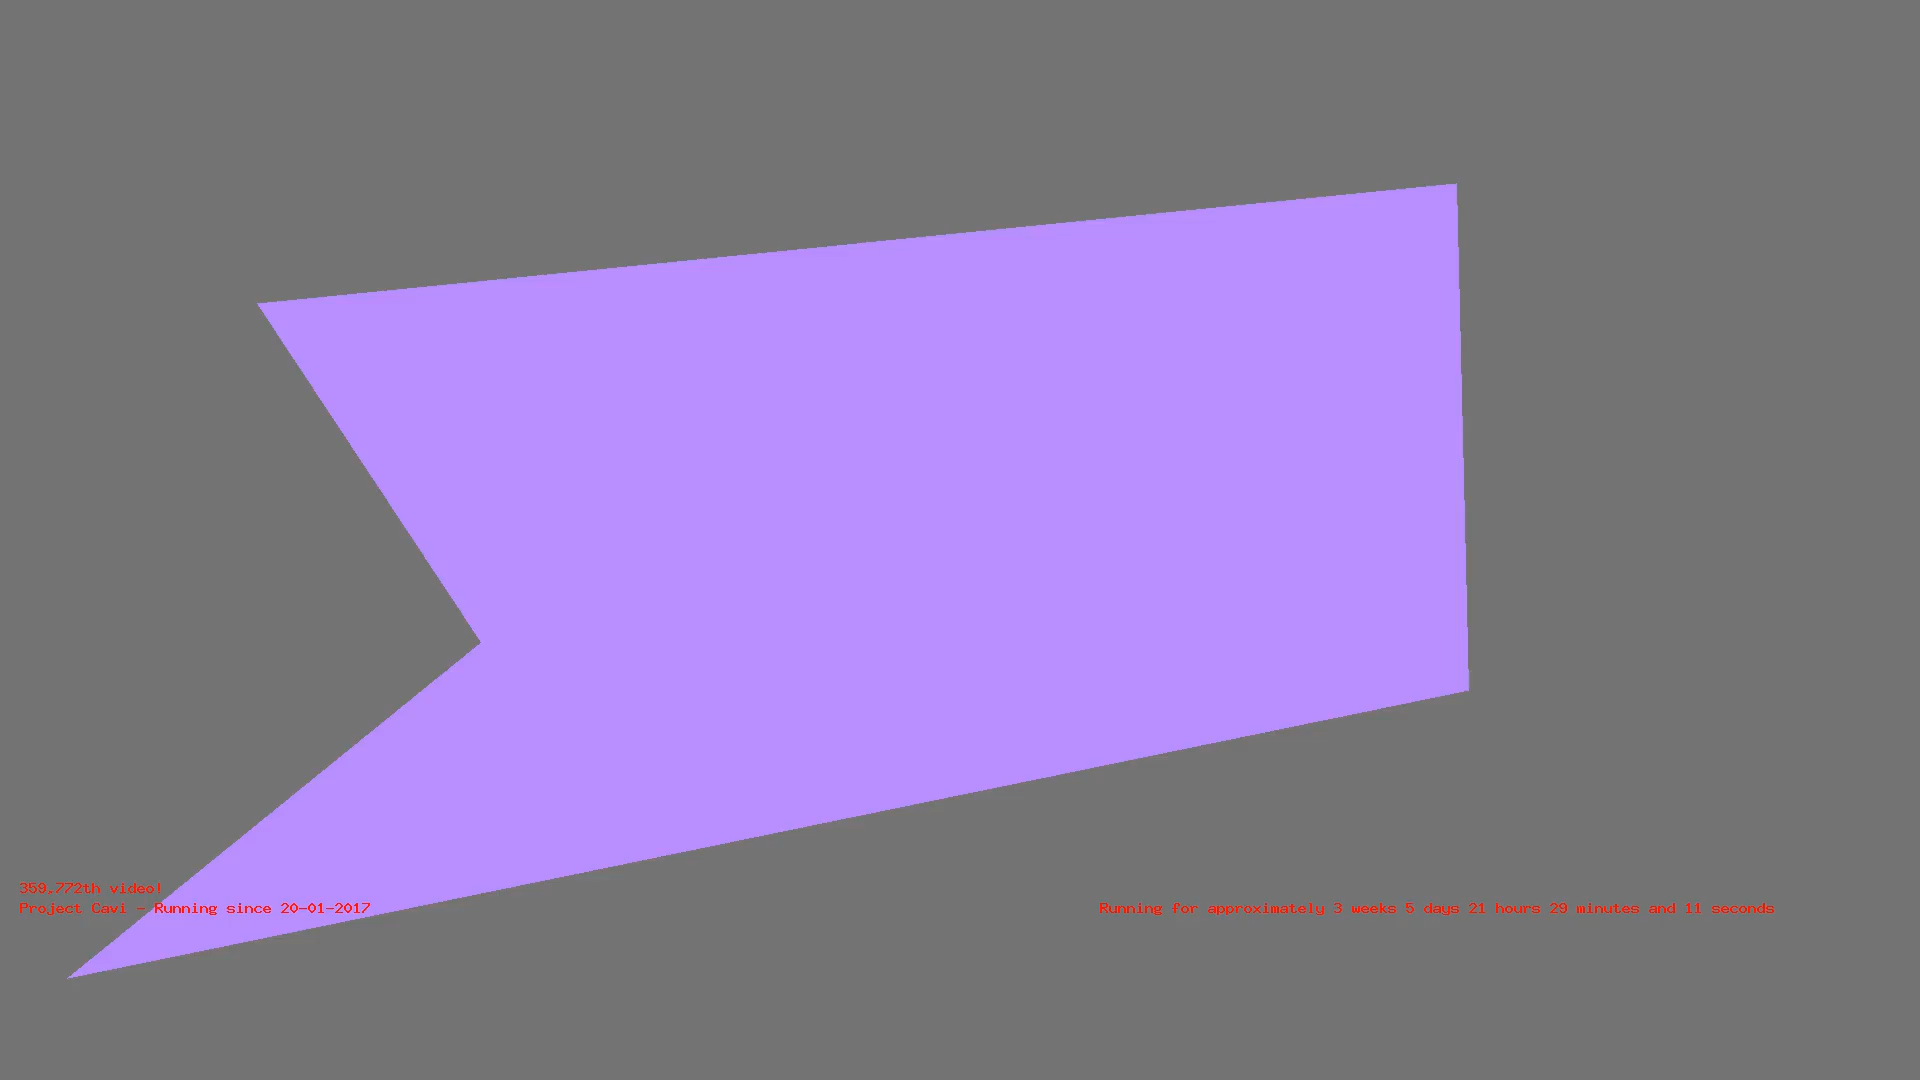 359.772th video!
Project Cavi - Running since 20-01-2017
Running for approximately 3 weeks 5 days 21 hours 29 minutes and 11 seconds